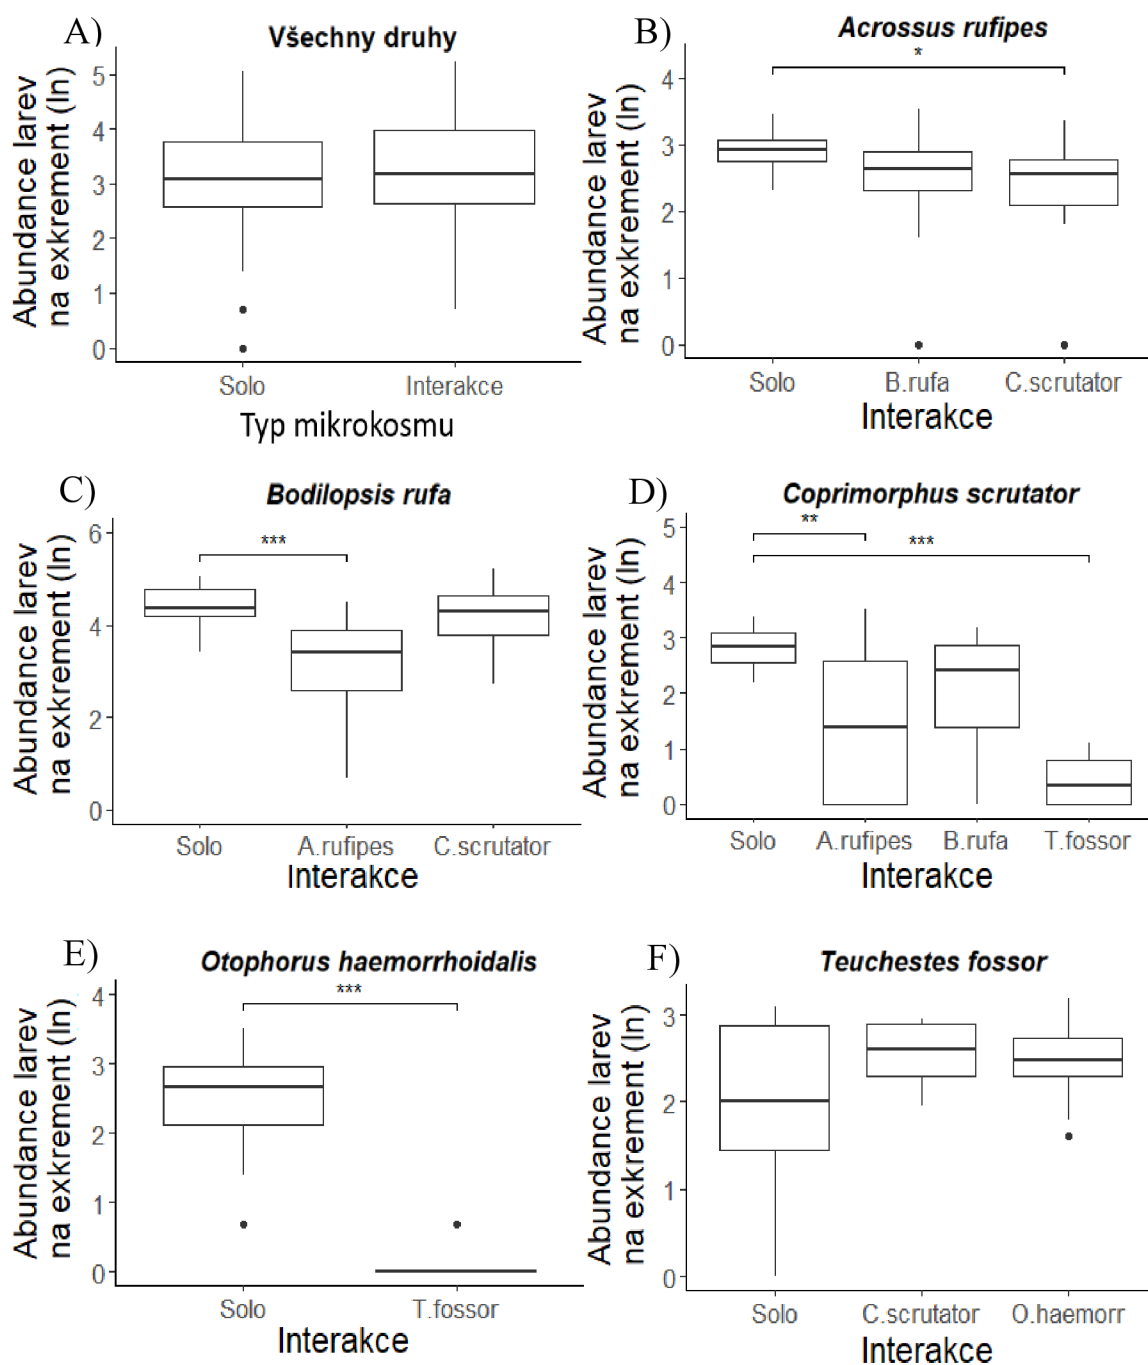 A)
Všechny druhy
Abundance larev
na exkrement (ln)
5
4
3
2
1
0
Solo
Interakce
Typ mikrokosmu
B)
Acrossus rufipes
*
Abundance larev
na exkrement (ln)
4
3
2
1
0
Solo
B.rufa
C.scrutator
Interakce
C)
Bodilopsis rufa
***
Abundance larev
na exkrement (ln)
6
4
2
0
Solo
A.rufipes
C.scrutator
Interakce
D)
Coprimorphus scrutator
**
***
Abundance larev
na exkrement (ln)
5
4
3
2
1
0
Solo
A.rufipes
B.rufa
T.fossor
Interakce
E)
Otophorus haemorrhoidalis
***
Abundance larev
na exkrement (ln)
4
3
2
1
0
Solo
T.fossor
Interakce
F)
Teuchestes fossor
Abundance larev
na exkrement (ln)
3
2
1
0
Solo
C.scrutator
O.haemorr
Interakce